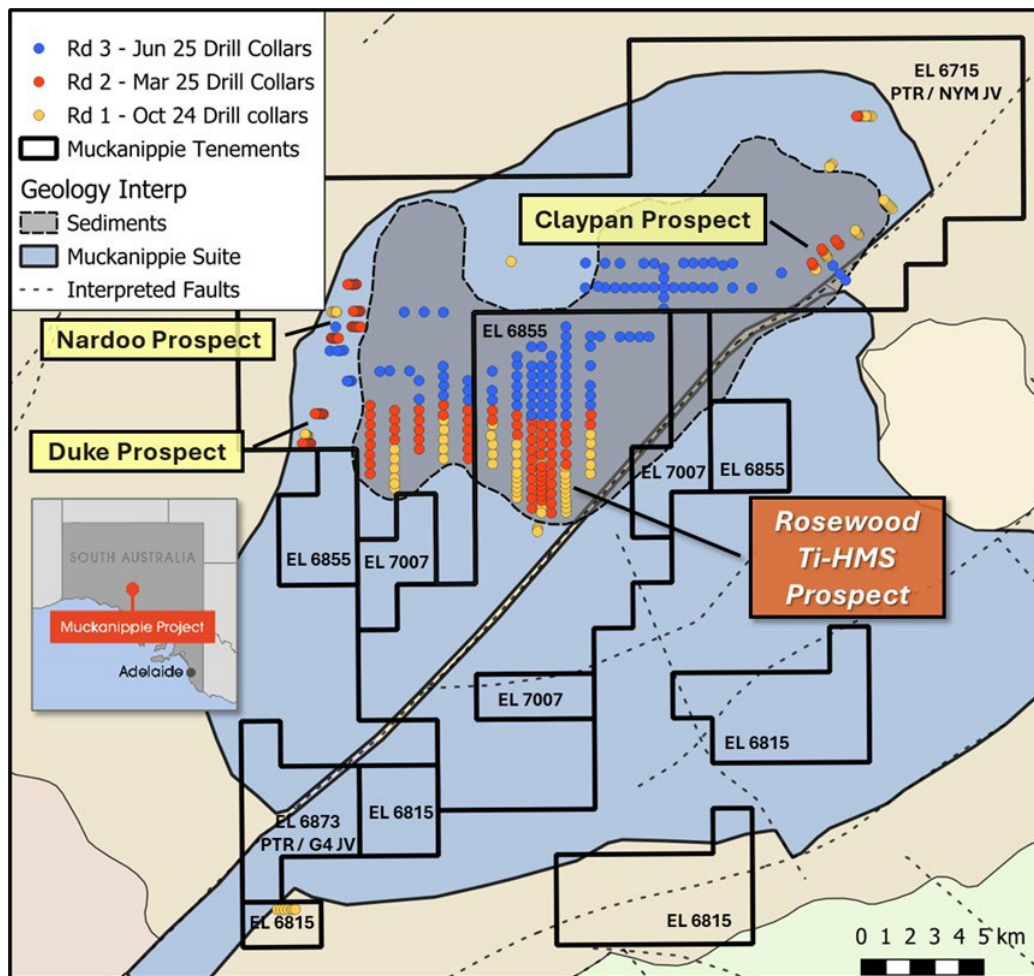 Rd 3 - Jun 25 Drill Collars
Rd 2 - Mar 25 Drill Collars
Rd 1 - Oct 24 Drill collars
Muckanippie Tenements
Geology Interp
Sediments
Muckanippie Suite
Interpreted Faults
EL 6715
PTR / NYM JV
Claypan Prospect
Nardoo Prospect
EL 6855
Duke Prospect
EL 7007
EL 6855
EL 6855
EL 7007
Rosewood
Ti-HMS
Prospect
SOUTH AUSTRALIA
Muckanippie Project
Adelaide
EL 7007
EL 6815
EL 6873
PTR / G4 JV
EL 6815
EL 6815
EL 6815
0 1 2 3 4 5 km